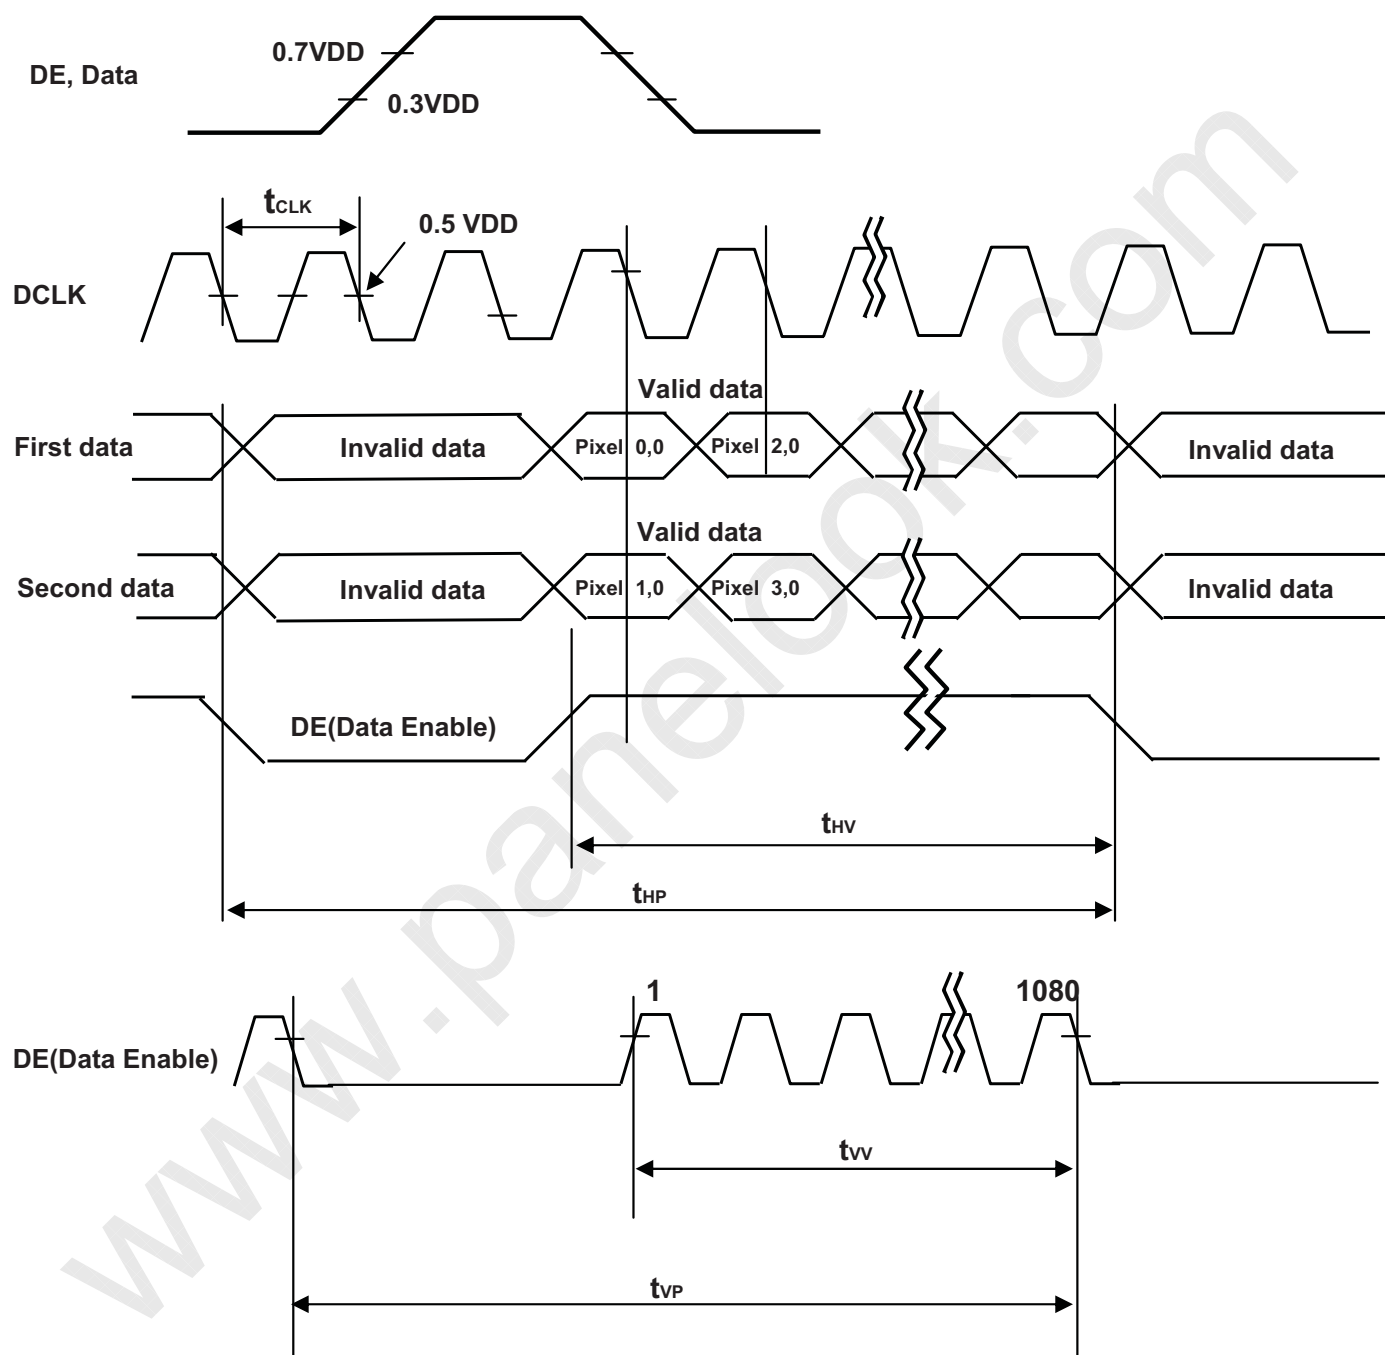 0.7VDD
DE, Data
0.3VDD
tCLK
0.5 VDD
DCLK
Valid data
First data
Invalid data
Pixel 0,0
Pixel 2,0
Invalid data
Valid data
Second data
Invalid data
Pixel 1,0
Pixel 3,0
Invalid data
DE(Data Enable)
tHV
tHP
1
1080
DE(Data Enable)
tVV
tVP
www.panelook.com